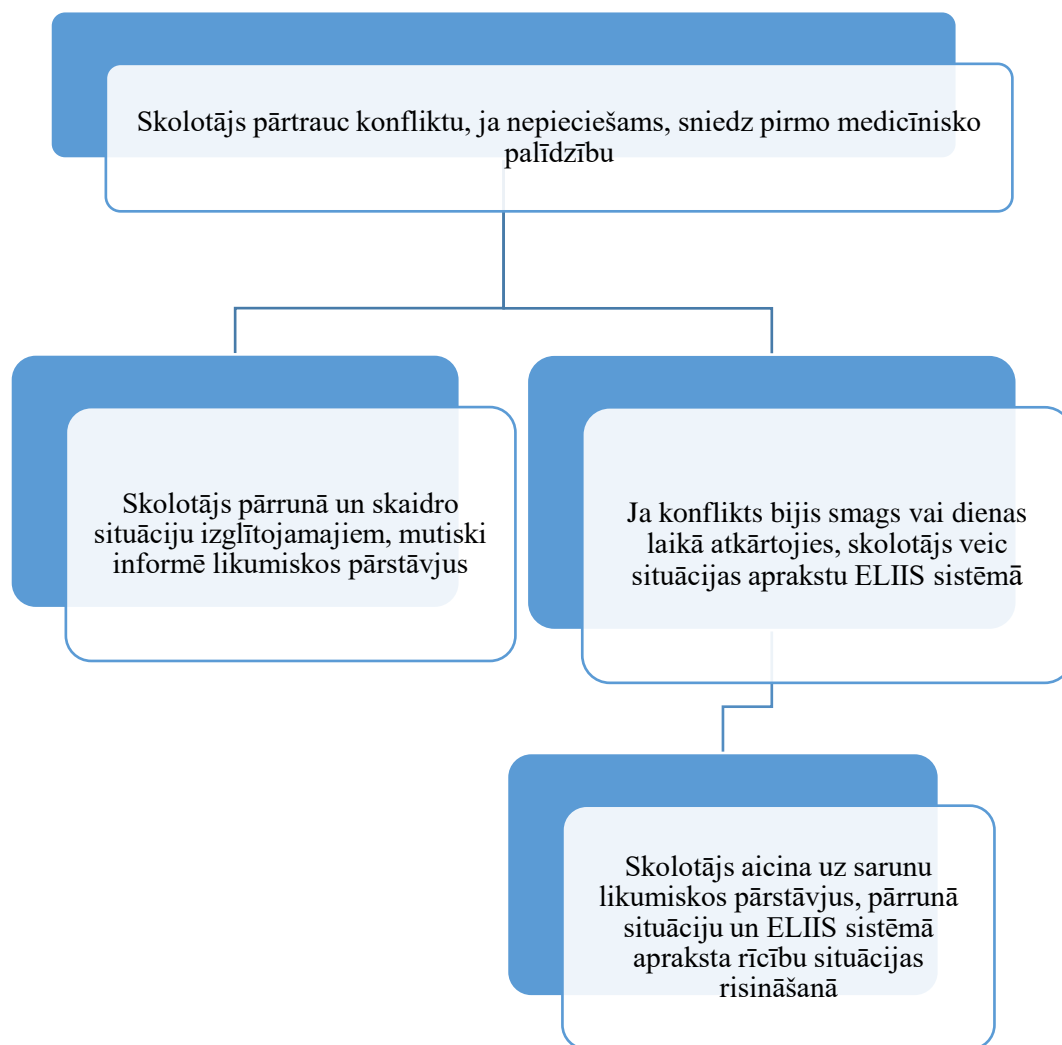 Skolotājs pārtrauc konfliktu, ja nepieciešams, sniedz pirmo medicīnisko
palīdzību
Skolotājs pārrunā un skaidro
situāciju izglītojamajiem, mutiski
informē likumiskos pārstāvjus
Ja konflikts bijis smags vai dienas
laikā atkārtojies, skolotājs veic
situācijas aprakstu ELIIS sistēmā
Skolotājs aicina uz sarunu
likumiskos pārstāvjus, pārrunā
situāciju un ELIIS sistēmā
apraksta rīcību situācijas
risināšanā